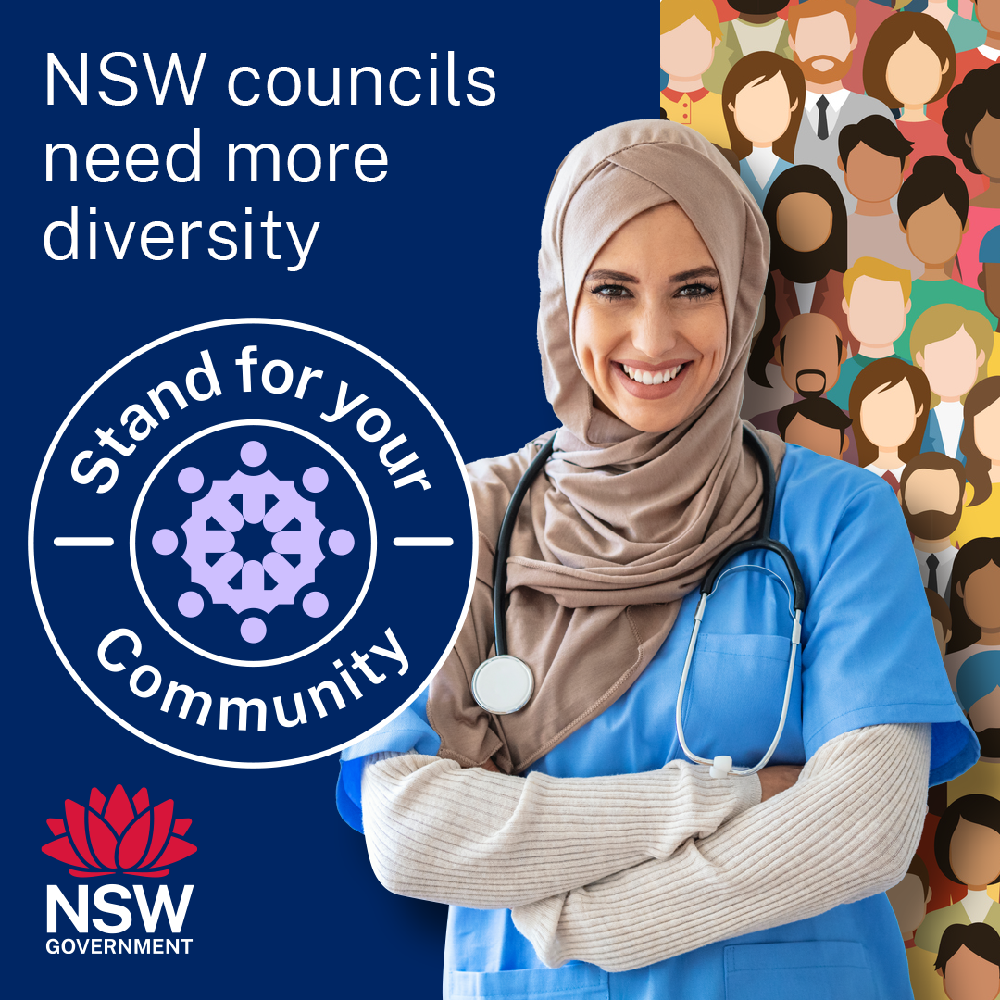 NSW councils
need more
diversity
Stand for your
Community
NSW
GOVERNMENT